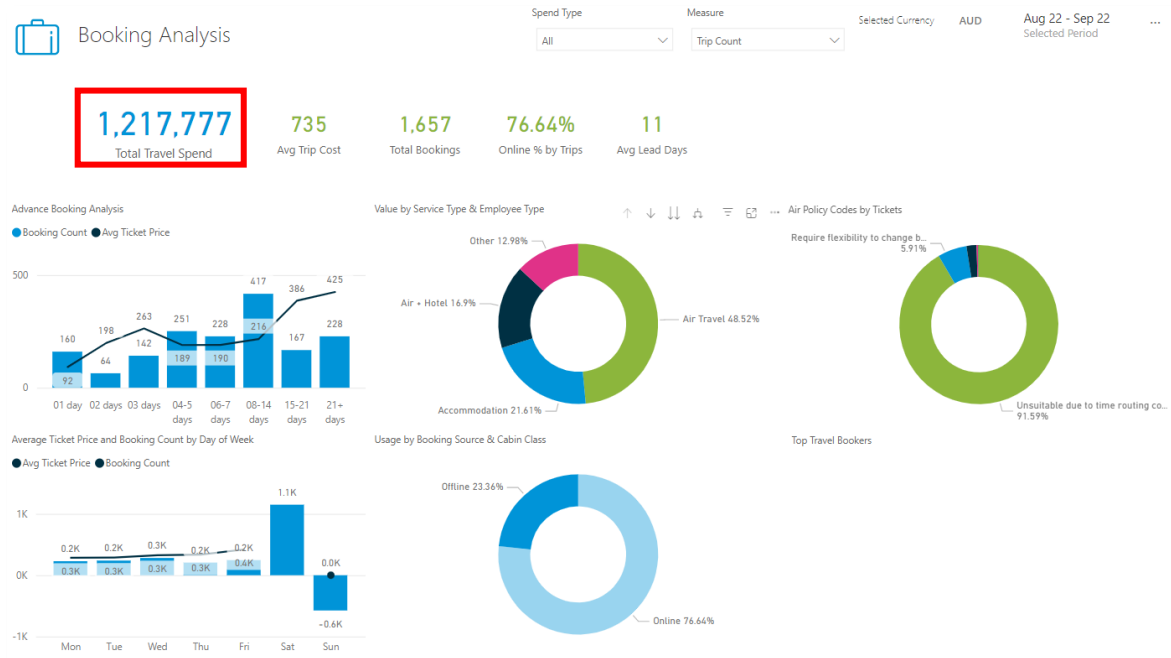 Booking Analysis
Spend Type
All
Measure
Trip Count
Selected Currency AUD
Aug 22 - Sep 22
Selected Period
...
1,217,777
Total Travel Spend
735
Avg Trip Cost
1,657
Total Bookings
76.64%
Online % by Trips
11
Avg Lead Days
Advance Booking Analysis
Booking Count Avg Ticket Price
500
0
160 198 263 251 228 417 386 425
92 64 142 189 190 216 167 228
01 day 02 days 03 days 04-5 days 06-7 days 08-14 days 15-21 days 21+ days
Value by Service Type & Employee Type
Other 12.98%
Air + Hotel 16.9%
Air Travel 48.52%
Accommodation 21.61%
Air Policy Codes by Tickets
Require flexibility to change b...
5.91%
Unsuitable due to time routing co...
91.59%
Average Ticket Price and Booking Count by Day of Week
Avg Ticket Price Booking Count
1K
0K
-1K
0.2K 0.2K 0.3K 0.2K 0.2K 1.1K 0.0K
0.3K 0.3K 0.3K 0.3K 0.4K -0.6K
Mon Tue Wed Thu Fri Sat Sun
Usage by Booking Source & Cabin Class
Offline 23.36%
Online 76.64%
Top Travel Bookers